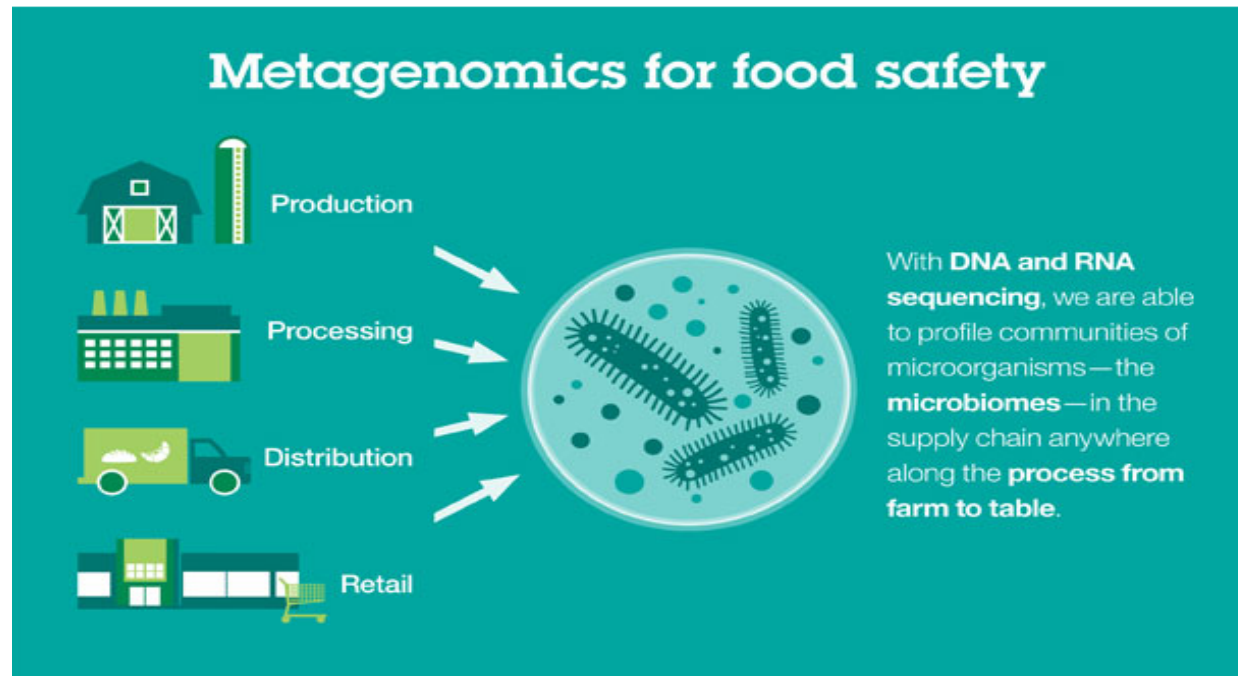 Metagenomics for food safety
Production
Processing
Distribution
Retail
With DNA and RNA
sequencing, we are able
to profile communities of
microorganisms—the
microbiomes—in the
supply chain anywhere
along the process from
farm to table.